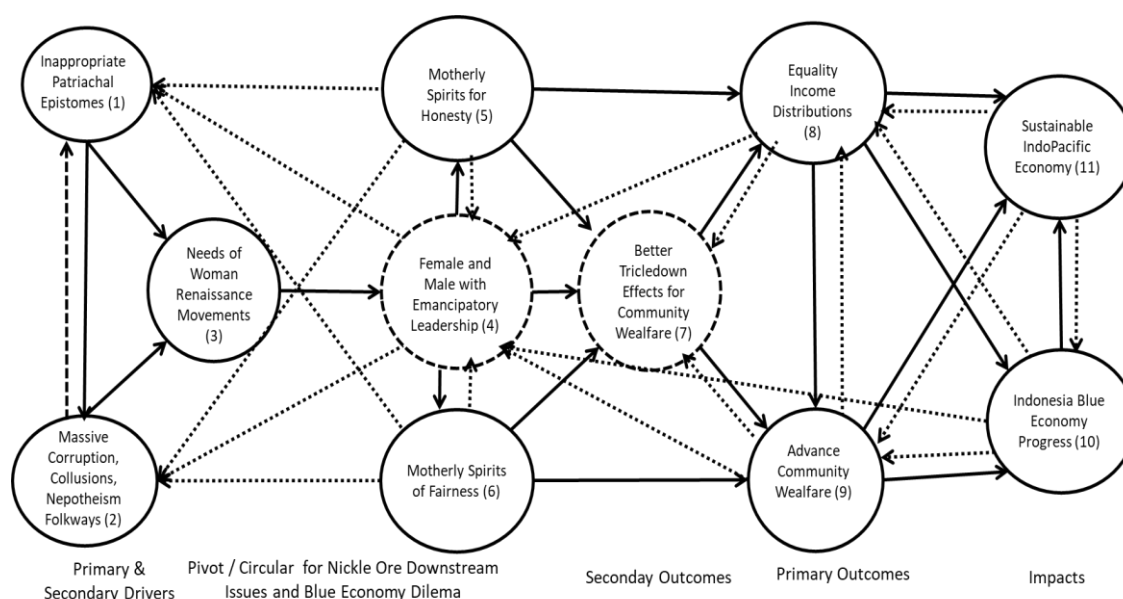 Inappropriate
Patriachal
Epistomes (1)
Motherly
Spirits for
Honesty (5)
Equality
Income
Distributions
(8)
Sustainable
IndoPacific
Economy (11)
Needs of
Woman
Renaissance
Movements
(3)
Female and
Male with
Emancipatory
Leadership (4)
Better
Tricledown
Effects for
Community
Wealfare (7)
Massive
Corruption,
Collusions,
Nepotheism
Folkways (2)
Motherly Spirits
of Fairness (6)
Advance
Community
Wealfare (9)
Indonesia Blue
Economy
Progress (10)
Primary &
Secondary Drivers
Pivot / Circular for Nickle Ore Downstream
Issues and Blue Economy Dilema
Seconday Outcomes
Primary Outcomes
Impacts